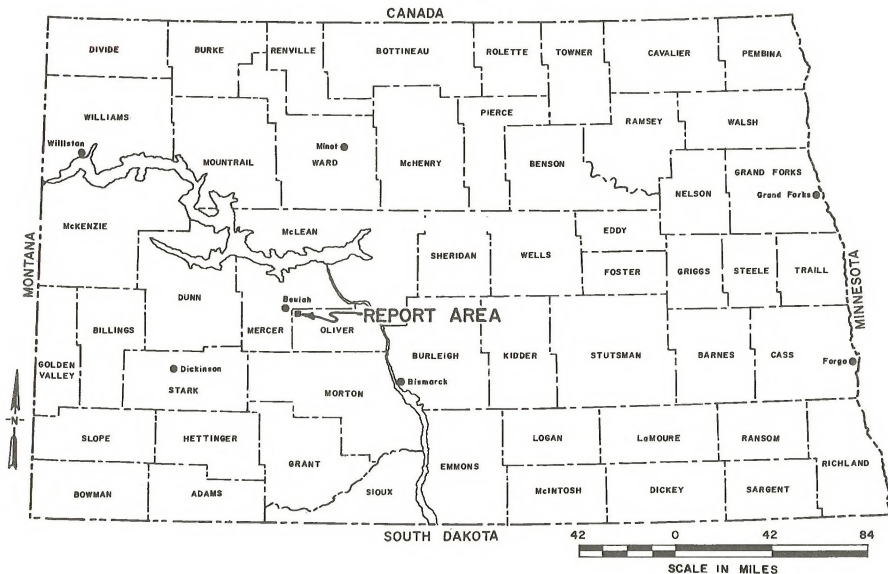 CANADA
DIVIDE
BURKE
RENVILLE
BOTTINEAU
ROLETTE
TOWNER
CAVALIER
PEMBINA
WILLIAMS
Williston
MOUNTRAIL
Minot
WARD
McHENRY
PIERCE
BENSON
RAMSEY
WALSH
NELSON
GRAND FORKS
Grand Forks
McKENZIE
McLEAN
SHERIDAN
WELLS
EDDY
FOSTER
GRIGGS
STEELE
TRAILL
MONTANA
MINNESOTA
DUNN
Beulah
REPORT AREA
MERCER
OLIVER
BILLINGS
GOLDEN
VALLEY
Dickinson
STARK
MORTON
BURLEIGH
Bismarck
KIDDER
STUTSMAN
BARNES
CASS
Fargo
N
SLOPE
HETTINGER
GRANT
EMMONS
LOGAN
LaMOURE
RANSOM
RICHLAND
BOWMAN
ADAMS
SIOUX
McINTOSH
DICKEY
SARGENT
SOUTH DAKOTA
42 0 42 84
SCALE IN MILES